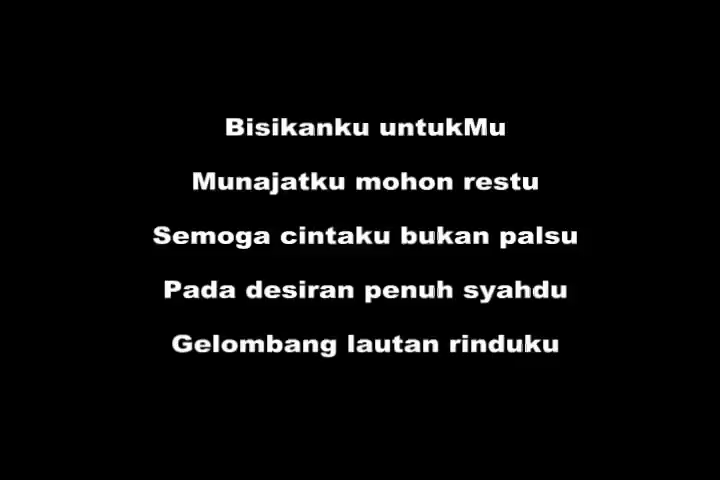 Bisikanku untukMu
Munajatku mohon restu
Semoga cintaku bukan palsu
Pada desiran penuh syahdu
Gelombang lautan rinduku